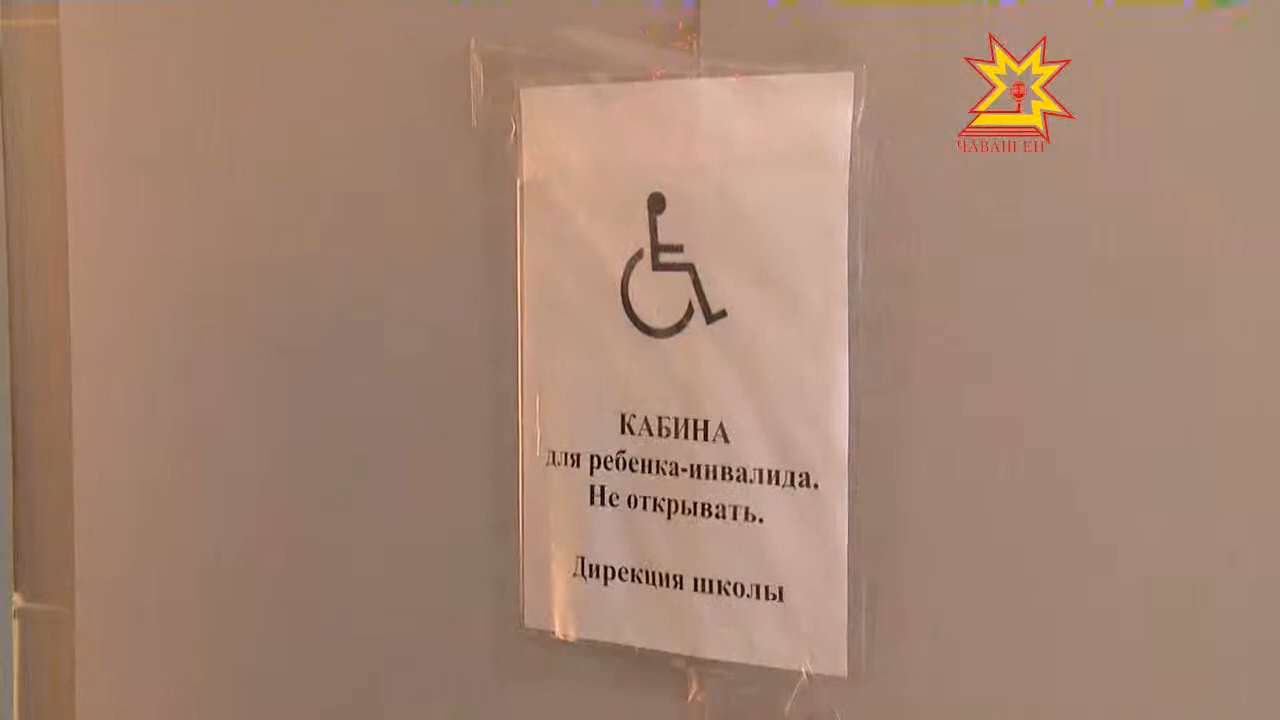 ЧАВАШ ЕН
КАБИНА
для ребенка-инвалида.
Не открывать.
Дирекция школы